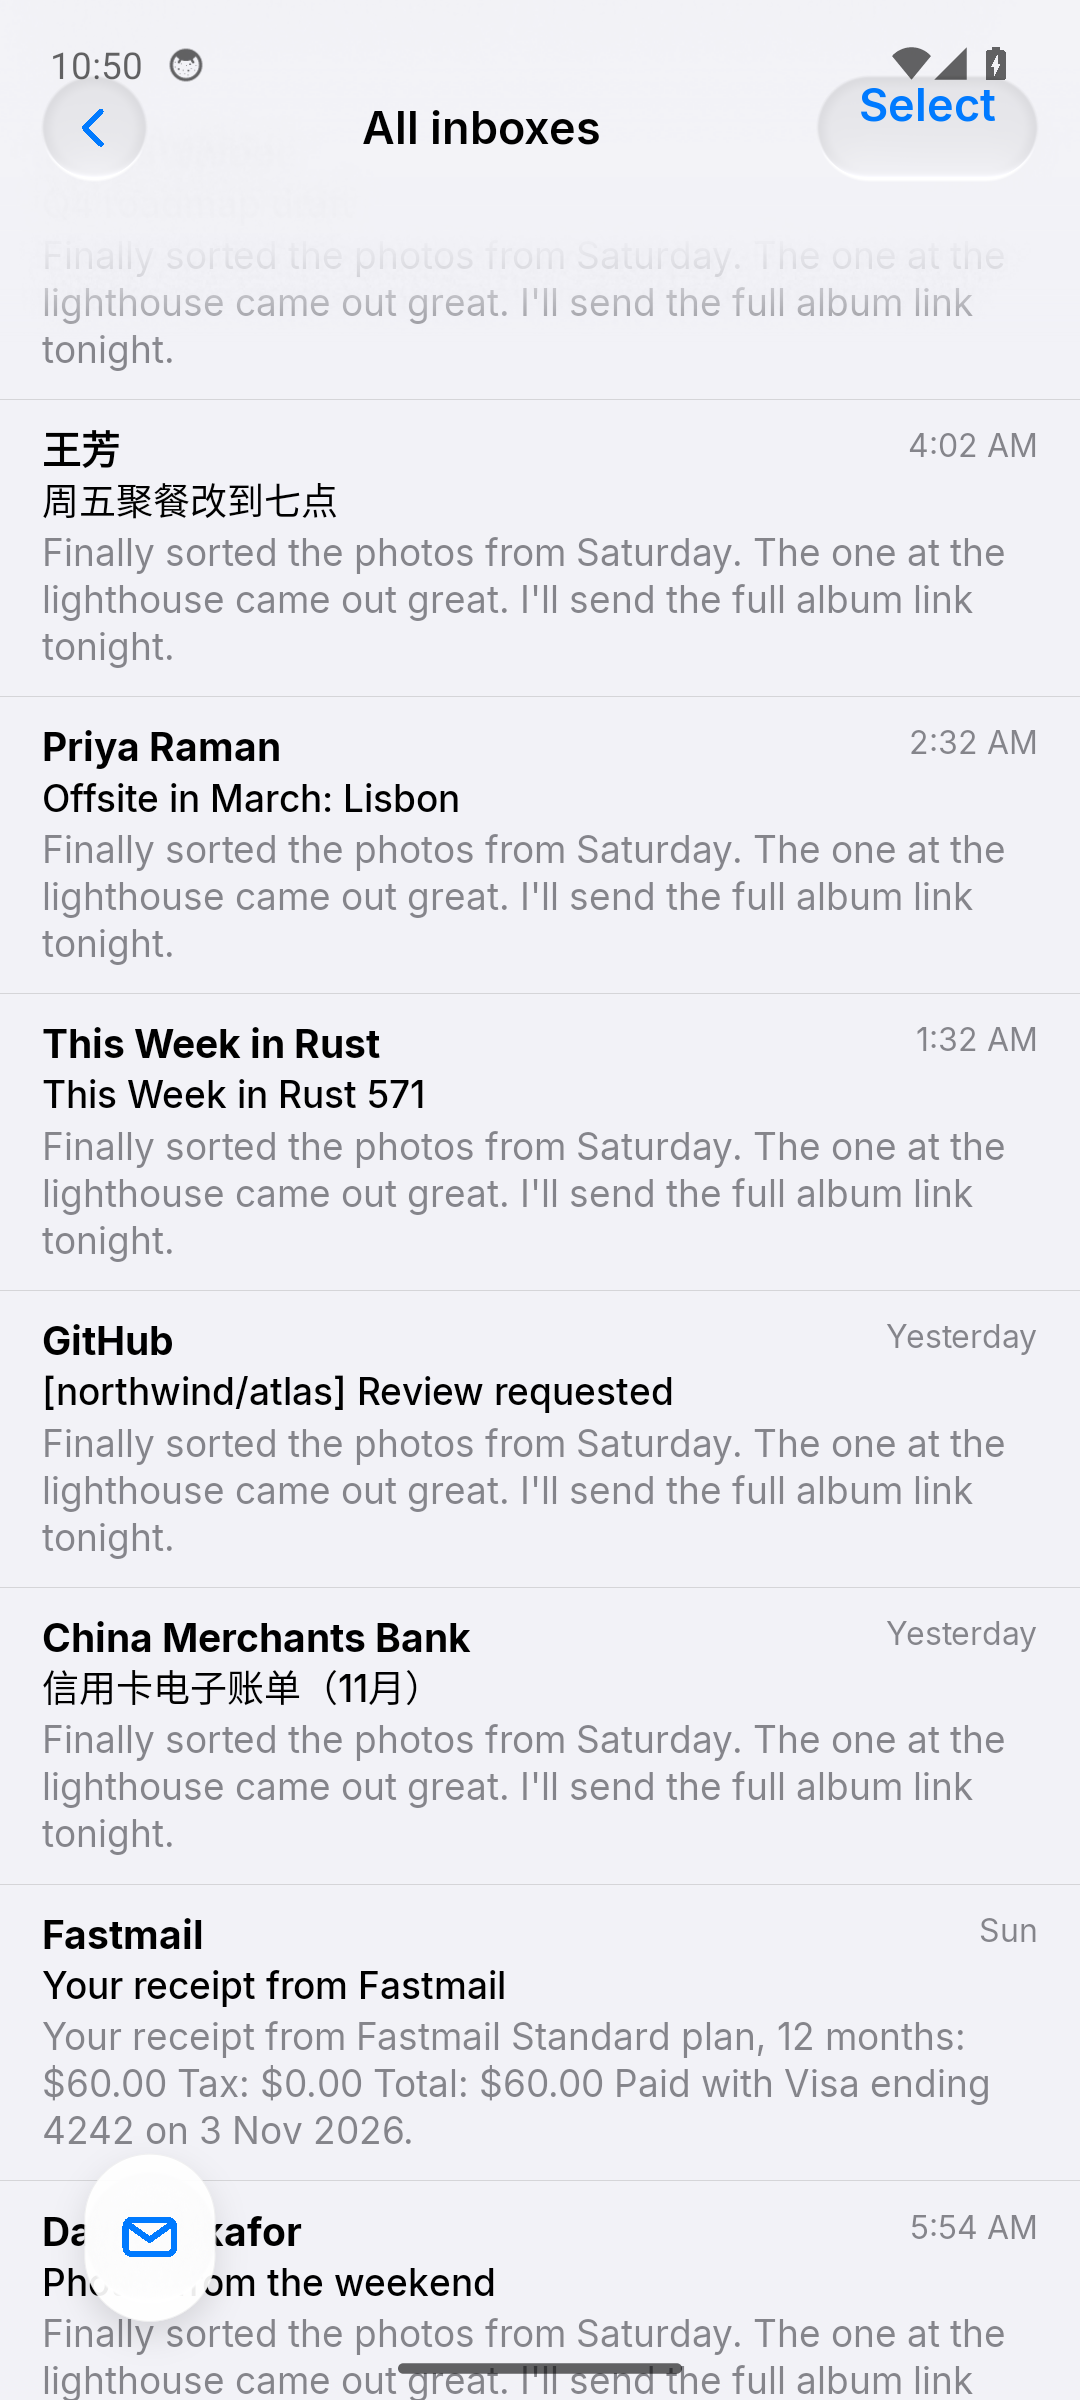 10:50
All inboxes
Select
Finally sorted the photos from Saturday. The one at the
lighthouse came out great. I'll send the full album link
tonight.
王芳
4:02 AM
周五聚餐改到七点
Finally sorted the photos from Saturday. The one at the
lighthouse came out great. I'll send the full album link
tonight.
Priya Raman
2:32 AM
Offsite in March: Lisbon
Finally sorted the photos from Saturday. The one at the
lighthouse came out great. I'll send the full album link
tonight.
This Week in Rust
1:32 AM
This Week in Rust 571
Finally sorted the photos from Saturday. The one at the
lighthouse came out great. I'll send the full album link
tonight.
GitHub
Yesterday
[northwind/atlas] Review requested
Finally sorted the photos from Saturday. The one at the
lighthouse came out great. I'll send the full album link
tonight.
China Merchants Bank
Yesterday
信用卡电子账单（11月）
Finally sorted the photos from Saturday. The one at the
lighthouse came out great. I'll send the full album link
tonight.
Fastmail
Sun
Your receipt from Fastmail
Your receipt from Fastmail Standard plan, 12 months:
$60.00 Tax: $0.00 Total: $60.00 Paid with Visa ending
4242 on 3 Nov 2026.
5:54 AM
the weekend
Finally sorted the photos from Saturday. The one at the
lighthouse came out great. I'll send the full album link